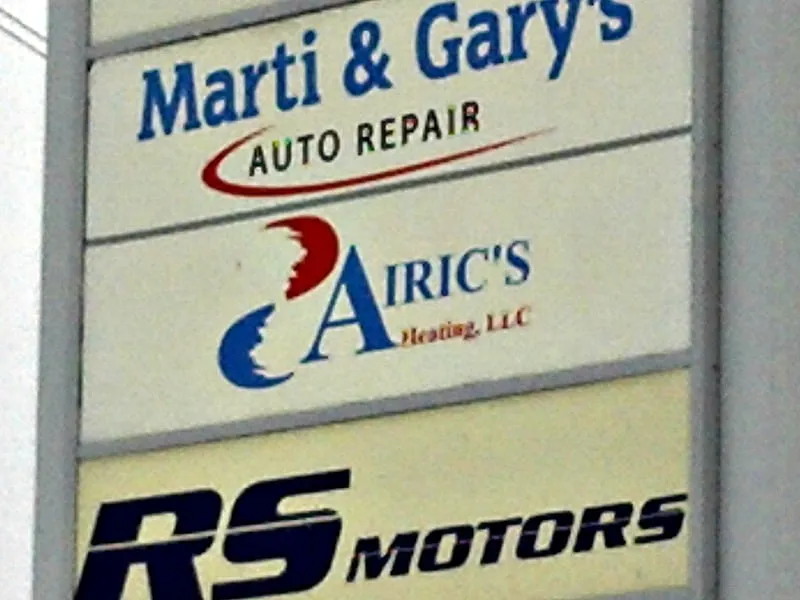 Marti & Gary's
AUTO REPAIR
AIRIC'S
Heating, LLC
RS MOTORS